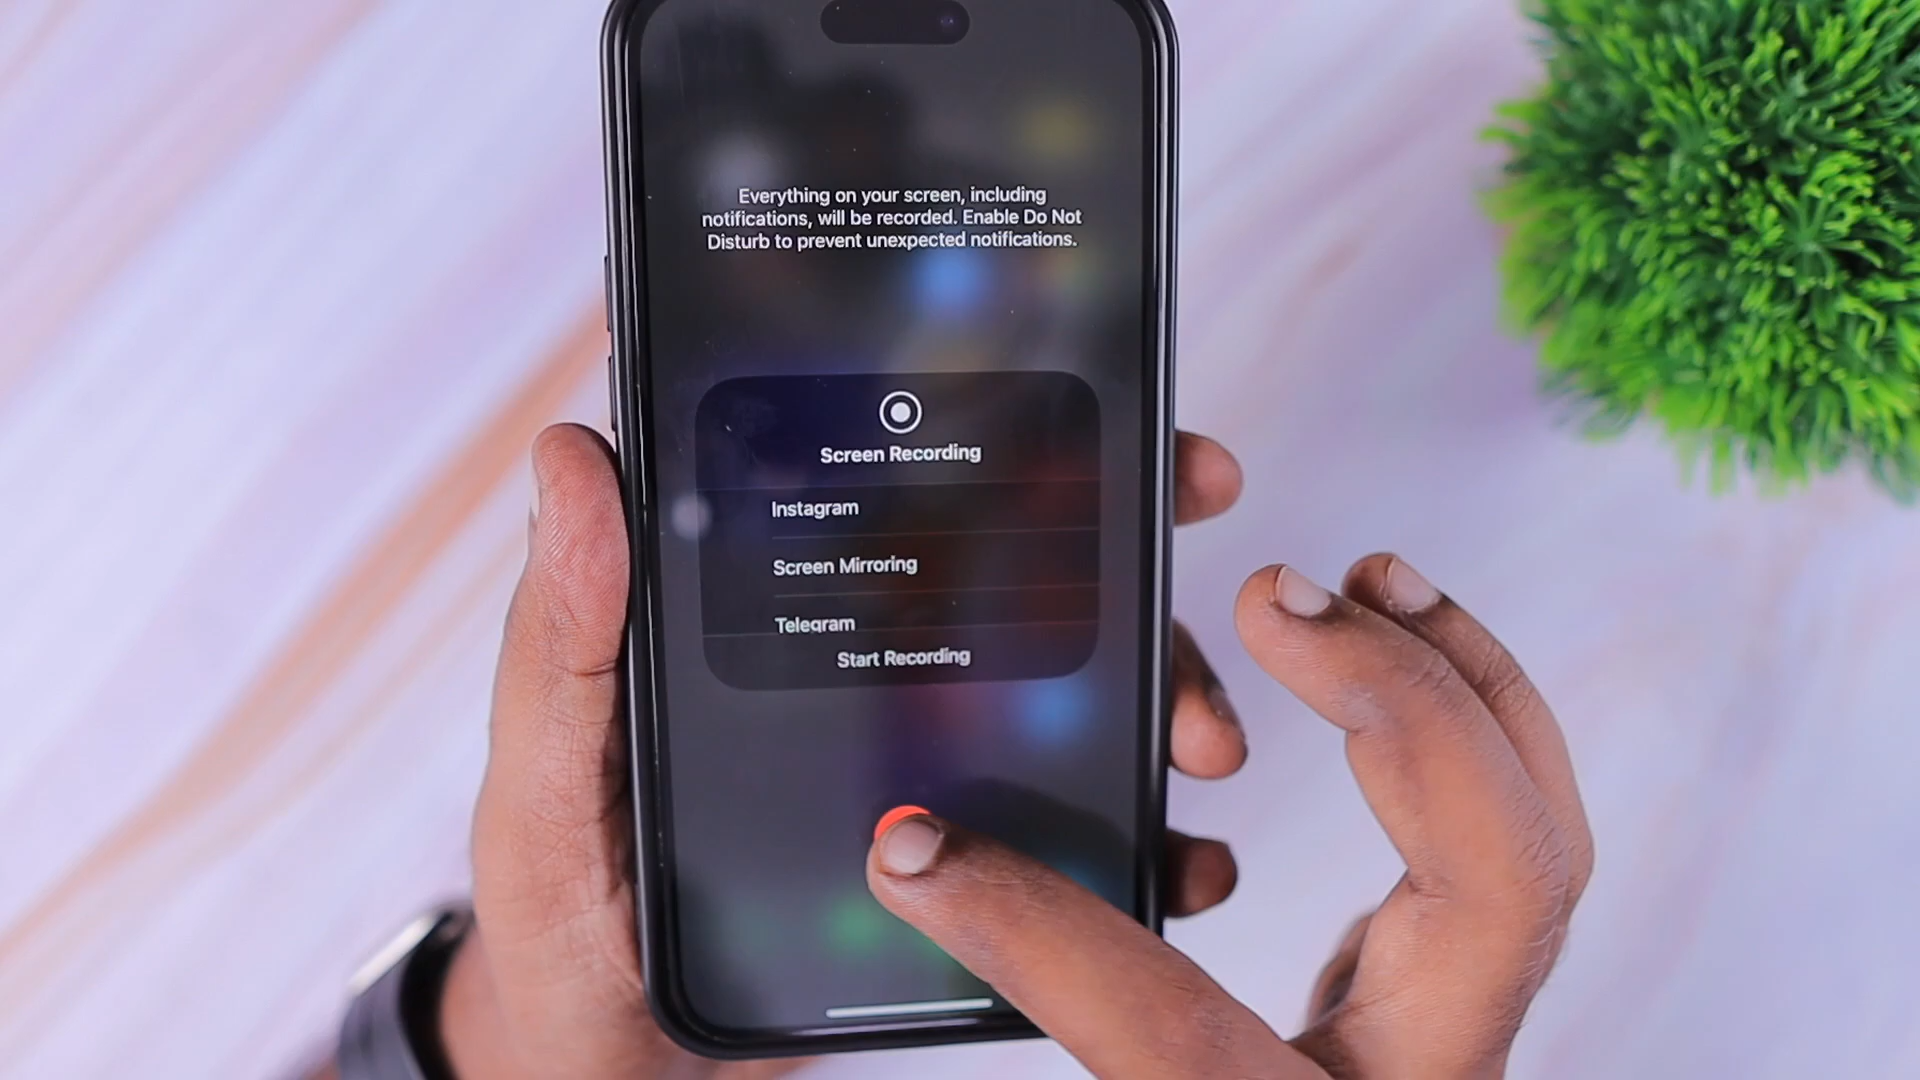 Everything on your screen, including
notifications, will be recorded. Enable Do Not
Disturb to prevent unexpected notifications.
Screen Recording
Instagram
Screen Mirroring
Telegram
Start Recording